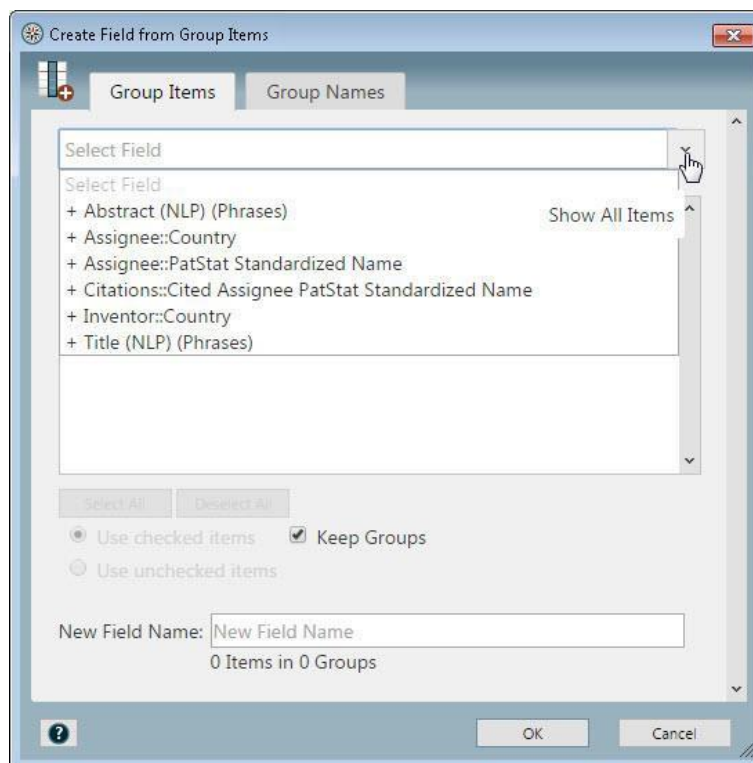 Create Field from Group Items
Group Items
Group Names
Select Field
Select Field
+ Abstract (NLP) (Phrases)
Show All Items
+ Assignee::Country
+ Assignee::PatStat Standardized Name
+ Citations::Cited Assignee PatStat Standardized Name
+ Inventor::Country
+ Title (NLP) (Phrases)
Select All
Deselect All
Use checked items
Keep Groups
Use unchecked items
New Field Name: New Field Name
0 Items in 0 Groups
?
OK
Cancel